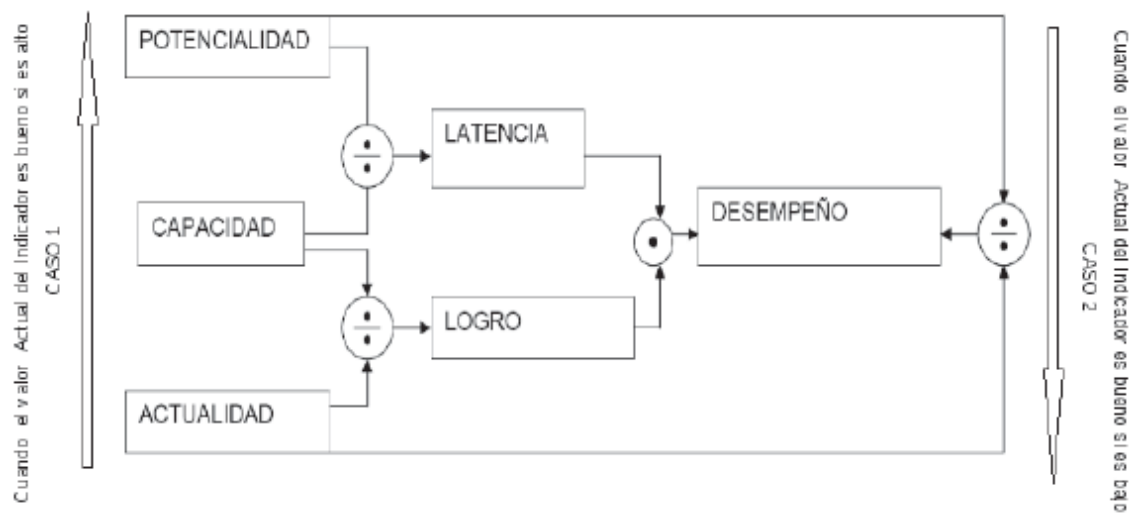 Cuando el valor Actual del Indicador es bueno si es alto
CASO 1
POTENCIALIDAD
LATENCIA
CAPACIDAD
DESEMPEÑO
LOGRO
ACTUALIDAD
Cuando el valor Actual del Indicador es bueno si es bajo
CASO 2